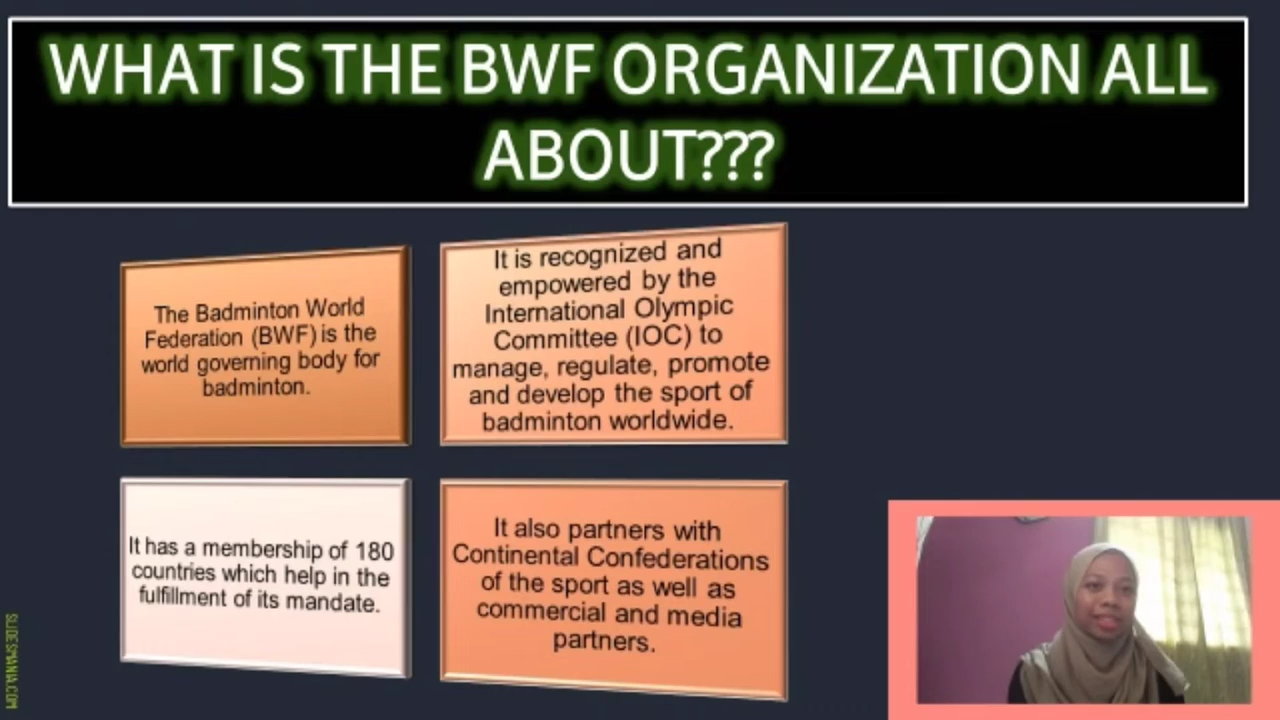 WHAT IS THE BWF ORGANIZATION ALL
ABOUT???
The Badminton World
Federation (BWF) is the
world governing body for
badminton.
It is recognized and
empowered by the
International Olympic
Committee (IOC) to
manage, regulate, promote
and develop the sport of
badminton worldwide.
It has a membership of 180
countries which help in the
fulfillment of its mandate.
It also partners with
Continental Confederations
of the sport as well as
commercial and media
partners.
SLIDESMANIA.COM